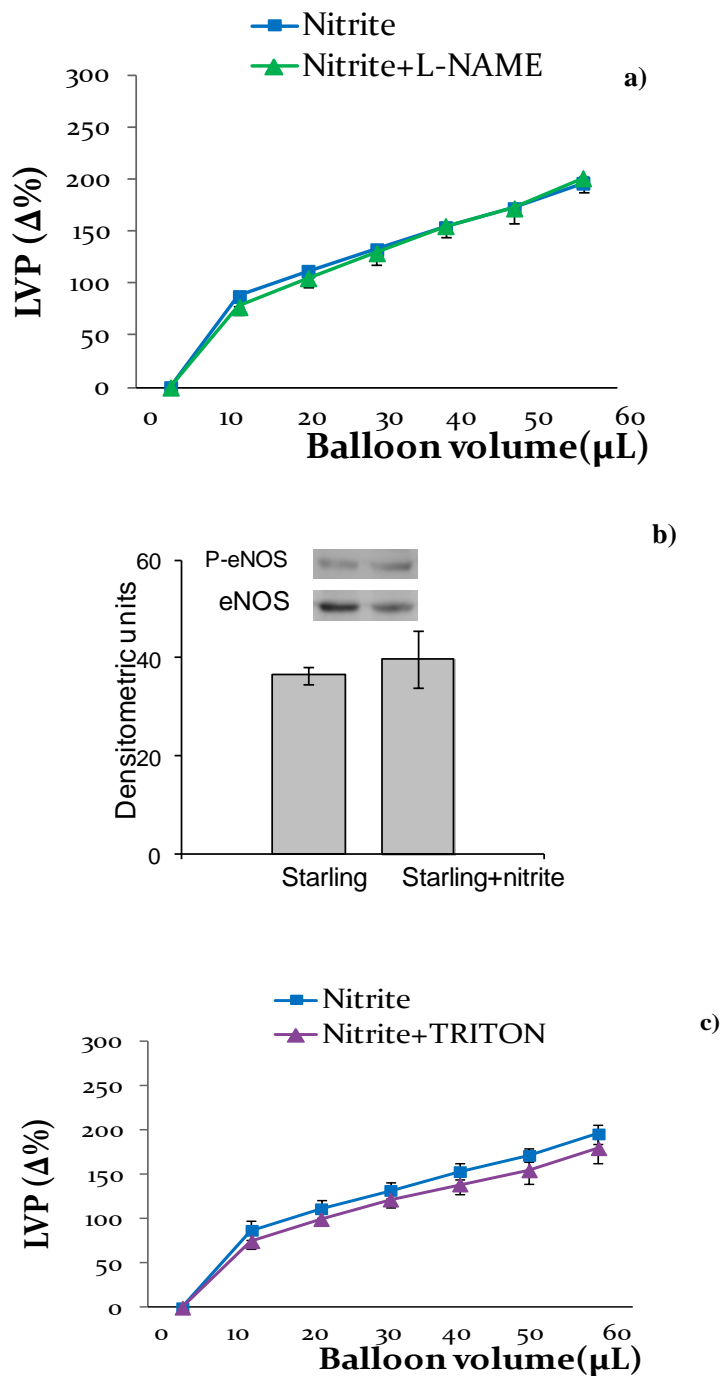 Nitrite
Nitrite+L-NAME
a)
300
250
200
150
100
50
0
LVP (Δ%)
0 10 20 30 40 50 60
Balloon volume(µL)
b)
60
40
20
0
Densitometric units
P-eNOS
eNOS
Starling Starling+nitrite
Nitrite
Nitrite+TRITON
c)
300
250
200
150
100
50
0
LVP (Δ%)
0 10 20 30 40 50 60
Balloon volume(µL)